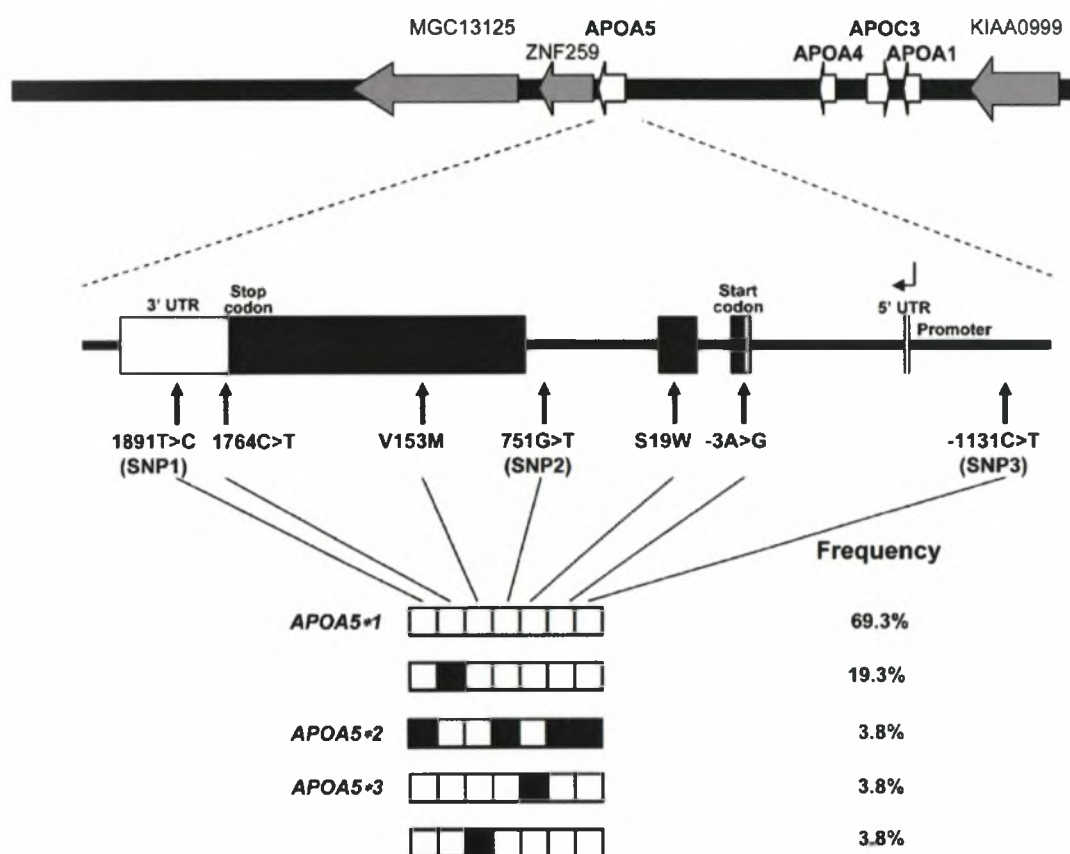 MGC13125
ZNF259
APOA5
APOA4
APOC3
APOA1
KIAA0999
3' UTR
Stop
codon
Start
codon
5' UTR
Promoter
1891T>C
(SNP1)
1764C>T
V153M
751G>T
(SNP2)
S19W
-3A>G
-1131C>T
(SNP3)
Frequency
APOA5*1
69.3%
19.3%
APOA5*2
3.8%
APOA5*3
3.8%
3.8%